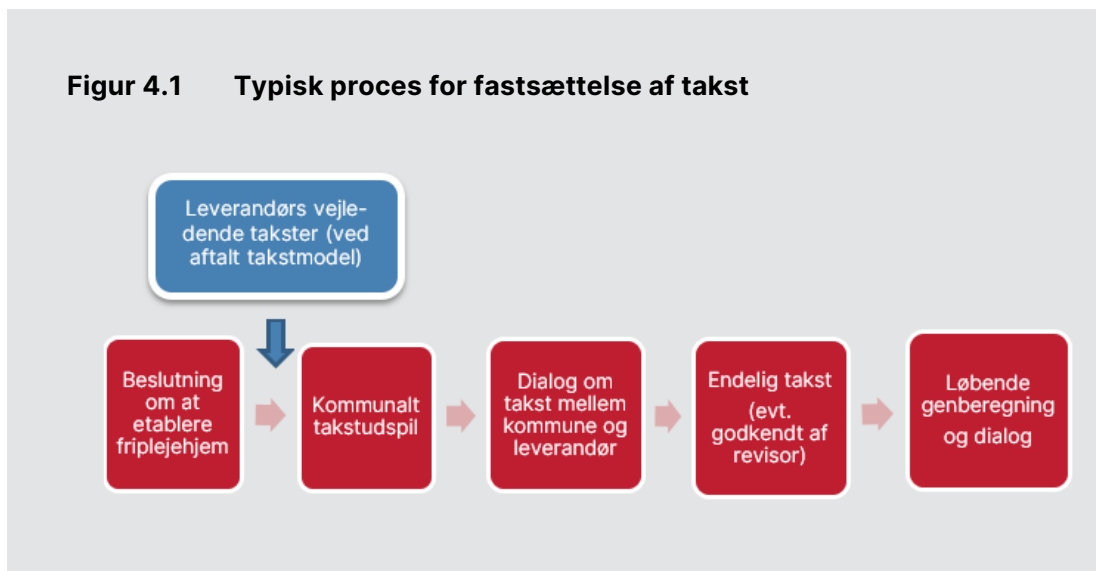 Figur 4.1 Typisk proces for fastsættelse af takst
Leverandørs vejle-
dende takster (ved
aftalt takstmodel)
Beslutning
om at
etablere
friplejehjem
Kommunalt
takstudspil
Dialog om
takst mellem
kommune og
leverandør
Endelig takst
(evt.
godkendt af
revisor)
Løbende
genberegning
og dialog